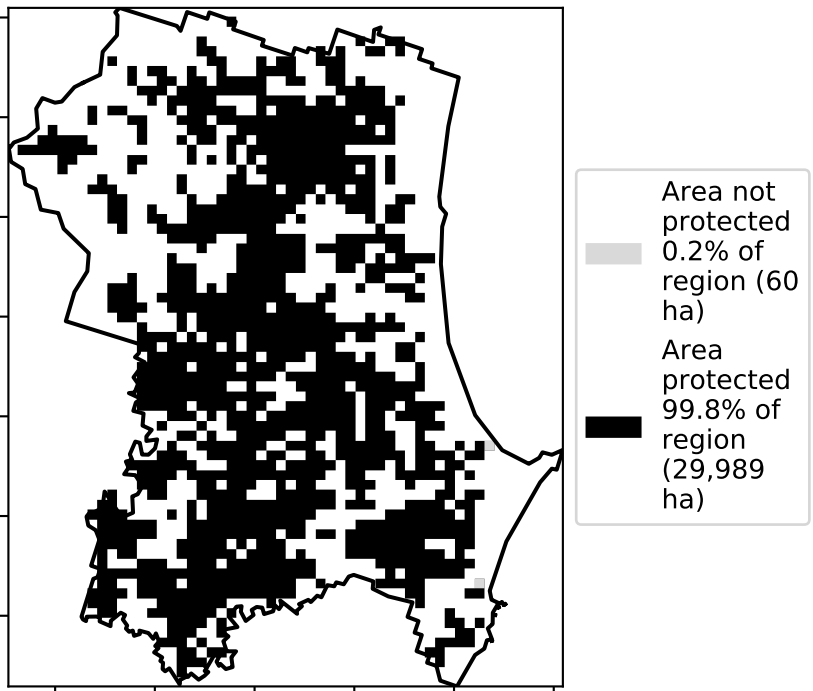 Area not
protected
0.2% of
region (60
ha)
Area
protected
99.8% of
region
(29,989
ha)